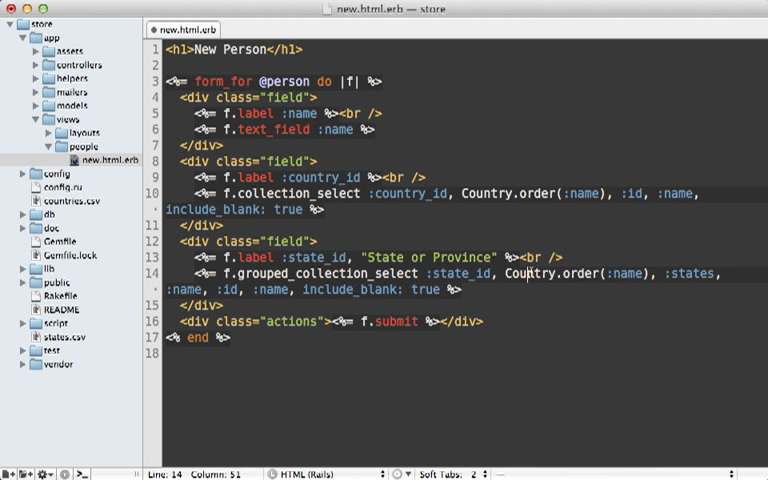 new.html.erb — store
store
app
assets
controllers
helpers
mailers
models
views
layouts
people
new.html.erb
config
config.ru
countries.csv
db
doc
Gemfile
Gemfile.lock
lib
public
Rakefile
README
script
states.csv
test
vendor
new.html.erb
1 <h1>New Person</h1>
2
3 <%= form_for @person do |f| %>
4 <div class="field">
5 <%= f.label :name %><br />
6 <%= f.text_field :name %>
7 </div>
8 <div class="field">
9 <%= f.label :country_id %><br />
10 <%= f.collection_select :country_id, Country.order(:name), :id, :name,
include_blank: true %>
11 </div>
12 <div class="field">
13 <%= f.label :state_id, "State or Province" %><br />
14 <%= f.grouped_collection_select :state_id, Country.order(:name), :states,
:name, :id, :name, include_blank: true %>
15 </div>
16 <div class="actions"><%= f.submit %></div>
17 <% end %>
18
Line: 14 Column: 51 HTML (Rails) Soft Tabs: 2 —